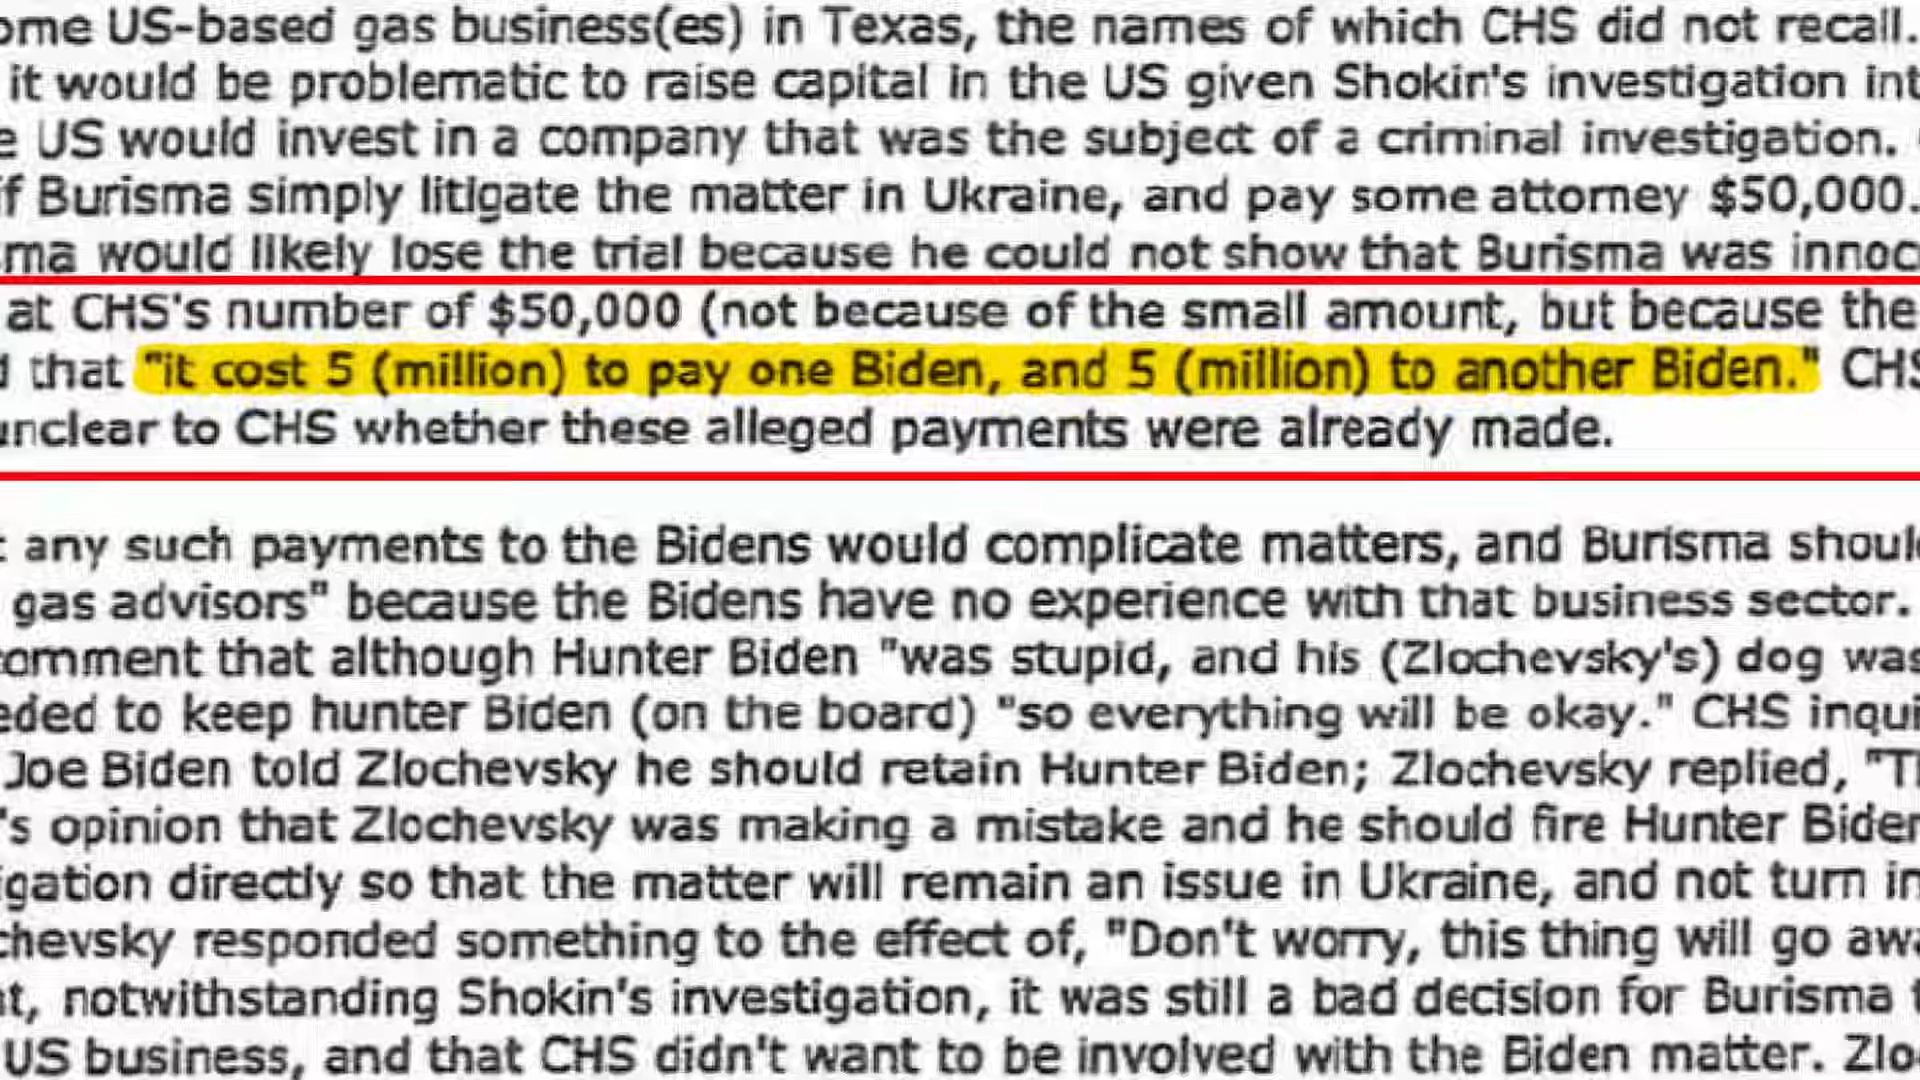 ome US-based gas business(es) in Texas, the names of which CHS did not recall.
it would be problematic to raise capital in the US given Shokin's investigation int
e US would invest in a company that was the subject of a criminal investigation.
if Burisma simply litigate the matter in Ukraine, and pay some attorney $50,000.
ma would likely lose the trial because he could not show that Burisma was innoc
at CHS's number of $50,000 (not because of the small amount, but because the
d that "it cost 5 (million) to pay one Biden, and 5 (million) to another Biden." CHS
unclear to CHS whether these alleged payments were already made.
t any such payments to the Bidens would complicate matters, and Burisma shoul
gas advisors" because the Bidens have no experience with that business sector.
comment that although Hunter Biden "was stupid, and his (Zlochevsky's) dog was
eded to keep hunter Biden (on the board) "so everything will be okay." CHS inqui
Joe Biden told Zlochevsky he should retain Hunter Biden; Zlochevsky replied, "Th
's opinion that Zlochevsky was making a mistake and he should fire Hunter Biden
igation directly so that the matter will remain an issue in Ukraine, and not turn in
chevsky responded something to the effect of, "Don't worry, this thing will go awa
t, notwithstanding Shokin's investigation, it was still a bad decision for Burisma t
US business, and that CHS didn't want to be involved with the Biden matter. Zlo